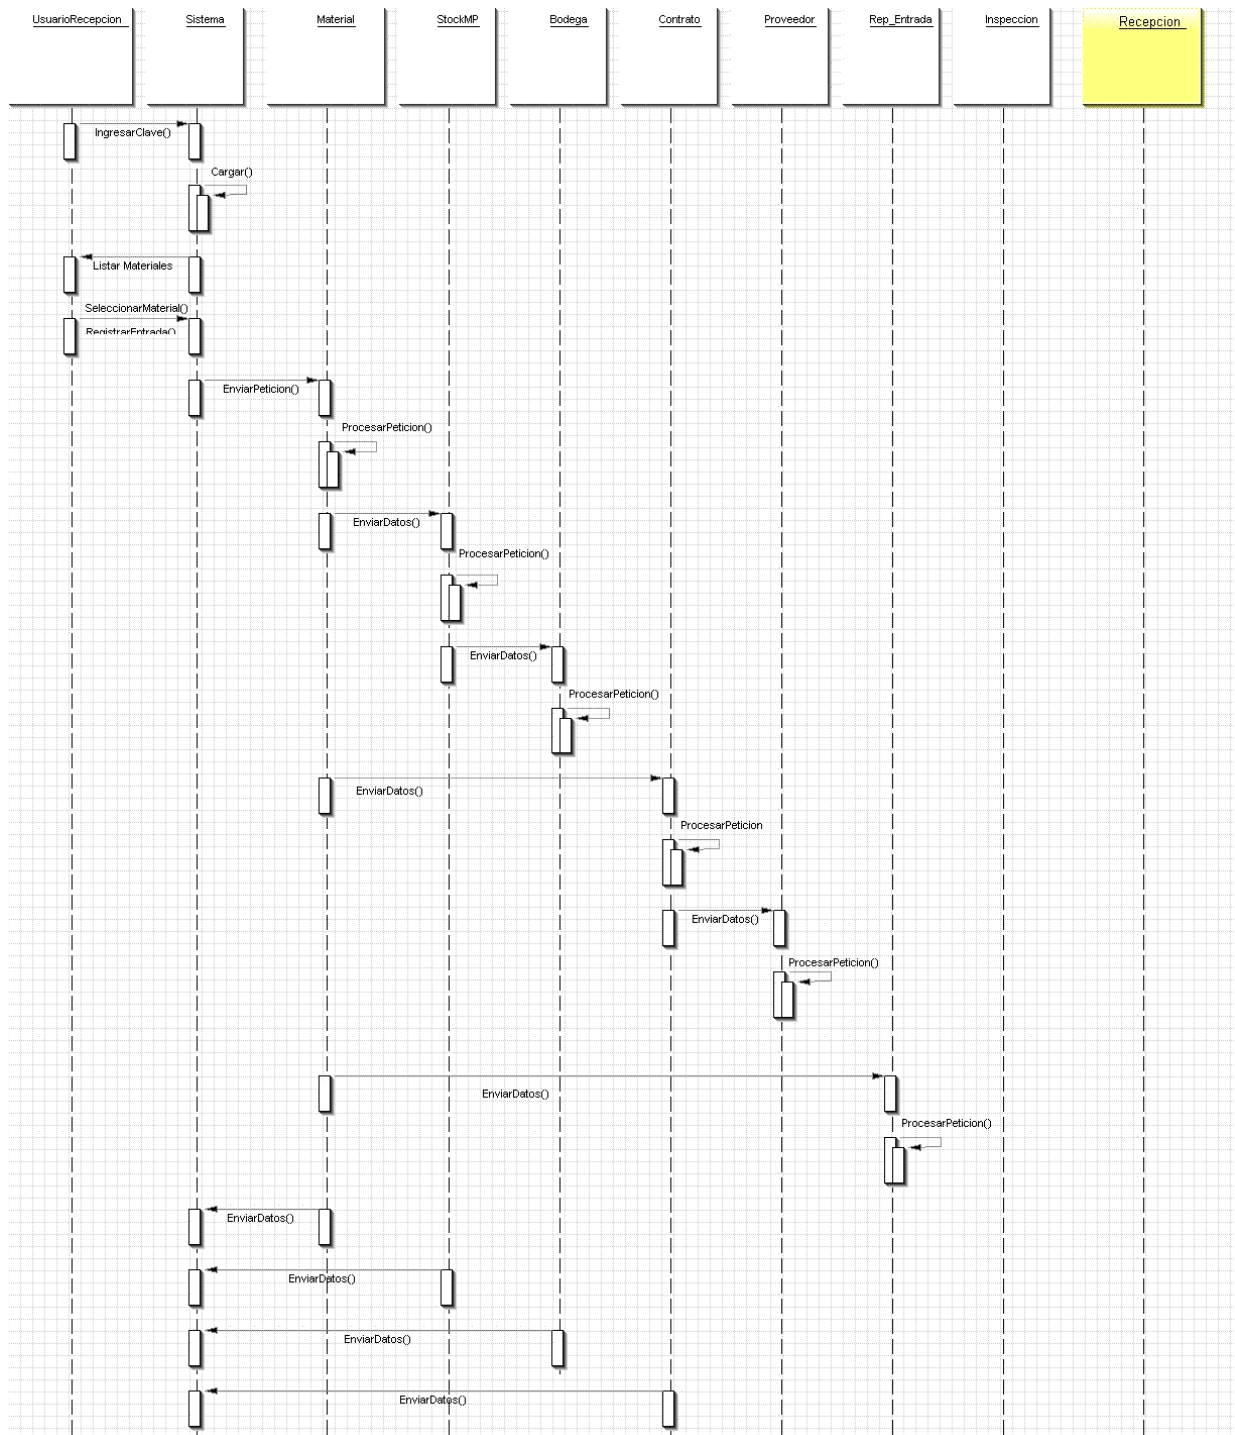 UsuarioRecepcion
Sistema
Material
StockMP
Bodega
Contrato
Proveedor
Rep_Entrada
Inspeccion
Recepcion
IngresarClave()
Cargar()
Listar Materiales
SeleccionarMaterial()
RegistrarEntrada()
EnviarPeticion()
ProcesarPeticion()
EnviarDatos()
ProcesarPeticion()
EnviarDatos()
ProcesarPeticion()
EnviarDatos()
ProcesarPeticion
EnviarDatos()
ProcesarPeticion()
EnviarDatos()
ProcesarPeticion()
EnviarDatos()
EnviarDatos()
EnviarDatos()
EnviarDatos()